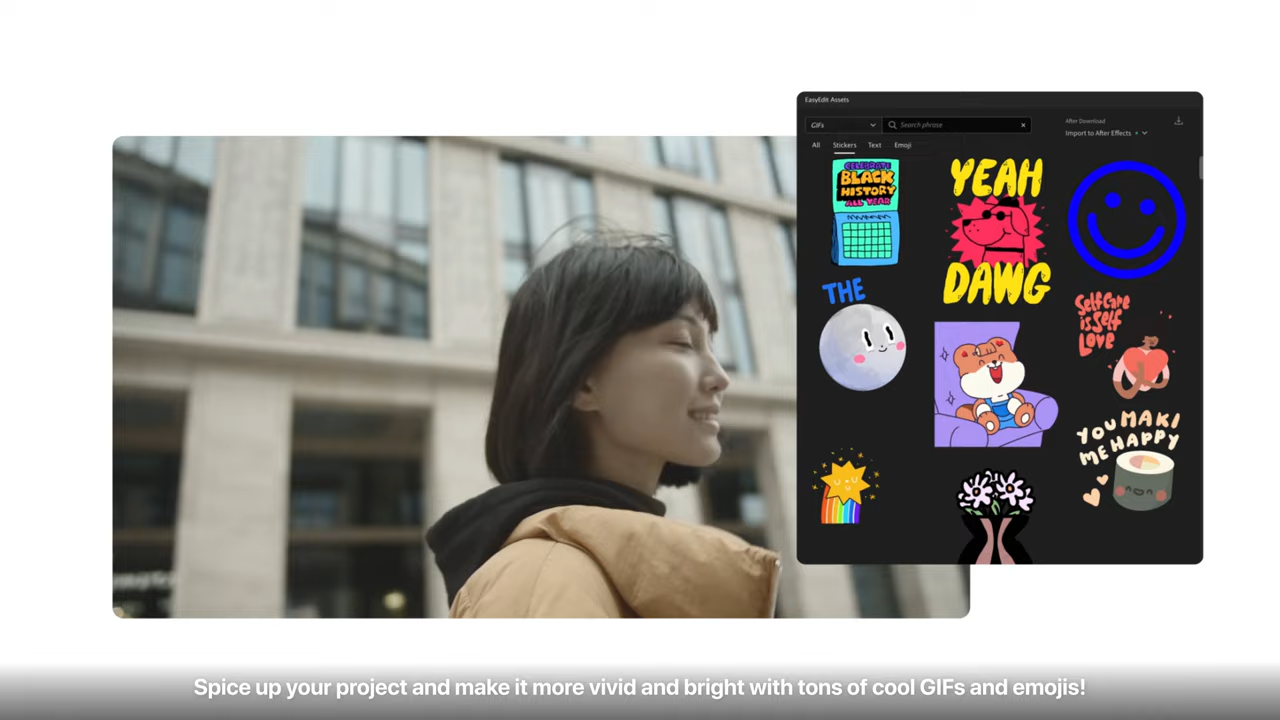 EasyEdit Assets
GIFs
Search phrase
After Download
Import to After Effects
All
Stickers
Text
Emoji
CELEBRATE
BLACK
HISTORY
ALL YEAR
YEAH
DAWG
THE
Self Care
is Self
Love
YOU MAKI
ME HAPPY
Spice up your project and make it more vivid and bright with tons of cool GIFs and emojis!